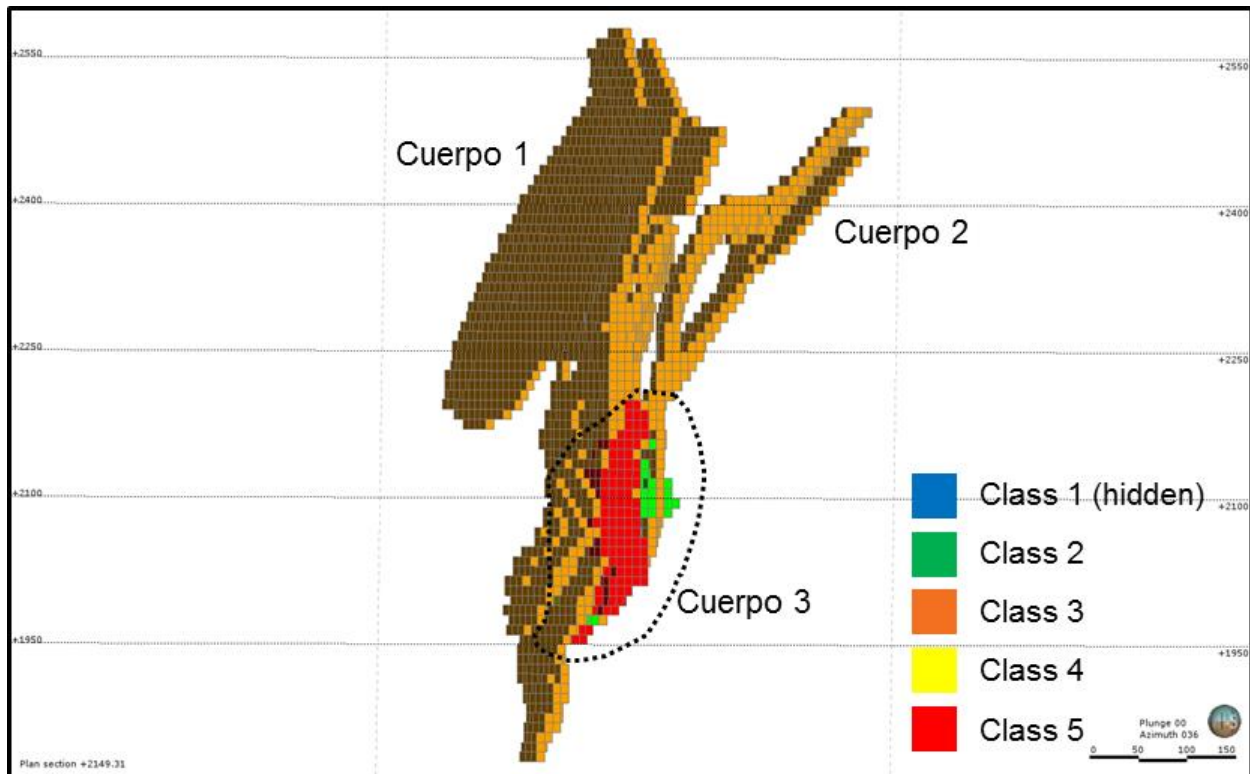 +2550
+2550
Cuerpo 1
Cuerpo 2
+2400
+2400
+2250
+2250
Class 1 (hidden)
+2100
+2100
Class 2
Cuerpo 3
Class 3
+1950
+1950
Class 4
Class 5
Plunge 00
Azimuth 036
0 50 100 150
Plan section +2149.31